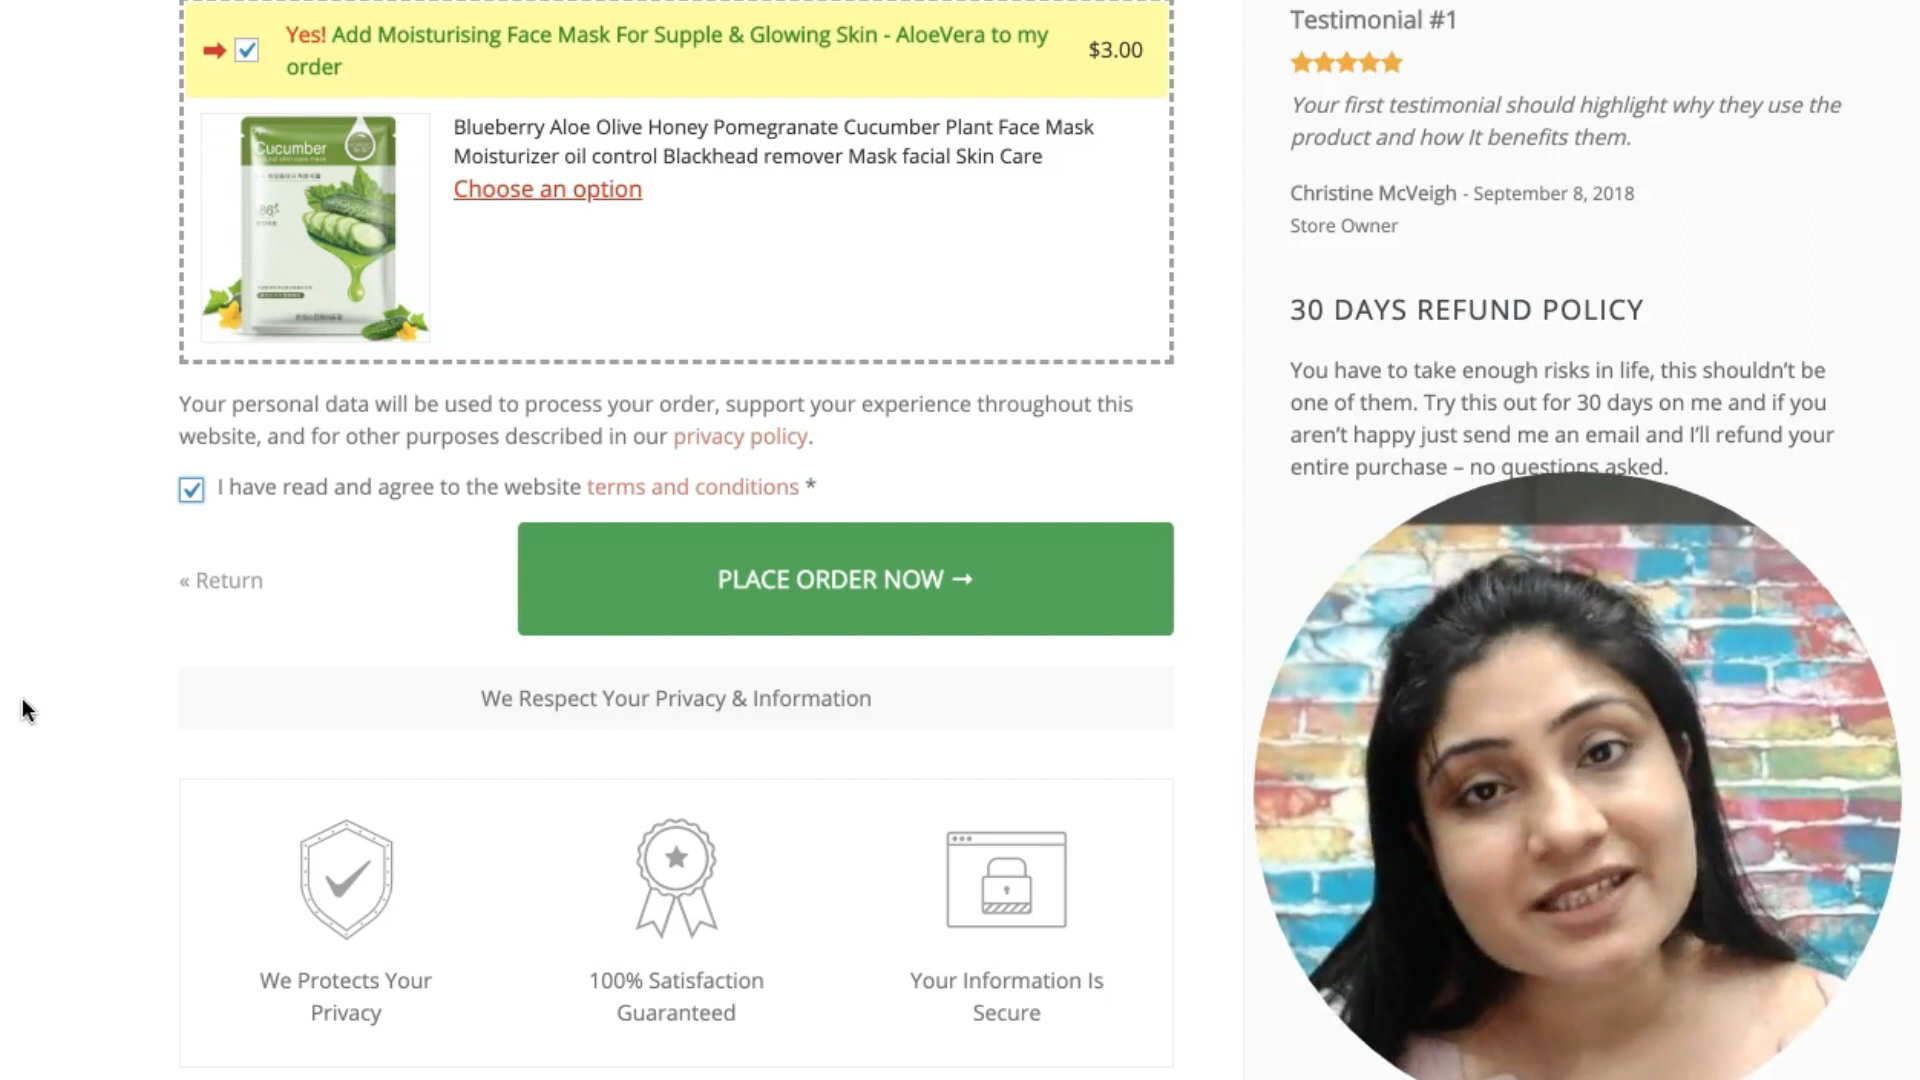 Yes! Add Moisturising Face Mask For Supple & Glowing Skin - AloeVera to my
order
$3.00
Cucumber
Blueberry Aloe Olive Honey Pomegranate Cucumber Plant Face Mask
Moisturizer oil control Blackhead remover Mask facial Skin Care
Choose an option
Your personal data will be used to process your order, support your experience throughout this
website, and for other purposes described in our privacy policy.
I have read and agree to the website terms and conditions *
« Return
PLACE ORDER NOW →
We Respect Your Privacy & Information
We Protects Your
Privacy
100% Satisfaction
Guaranteed
Your Information Is
Secure
Testimonial #1
Your first testimonial should highlight why they use the
product and how It benefits them.
Christine McVeigh - September 8, 2018
Store Owner
30 DAYS REFUND POLICY
You have to take enough risks in life, this shouldn't be
one of them. Try this out for 30 days on me and if you
aren't happy just send me an email and I'll refund your
entire purchase – no questions asked.